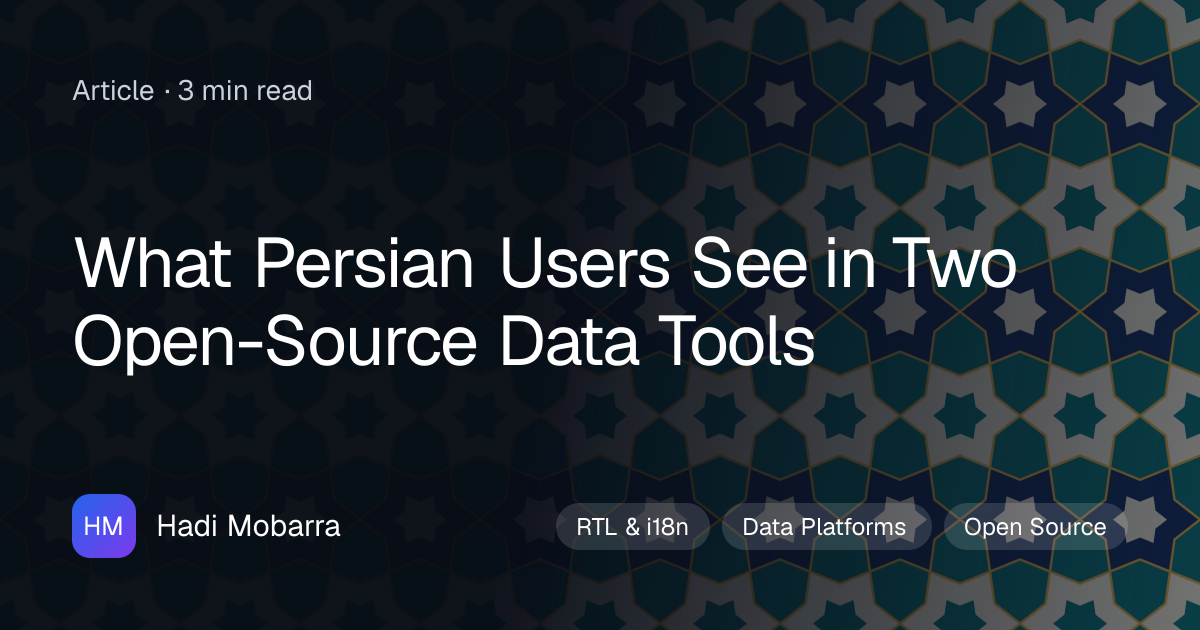 Article · 3 min read
What Persian Users See in Two
Open-Source Data Tools
HM
Hadi Mobarra
RTL & i18n
Data Platforms
Open Source